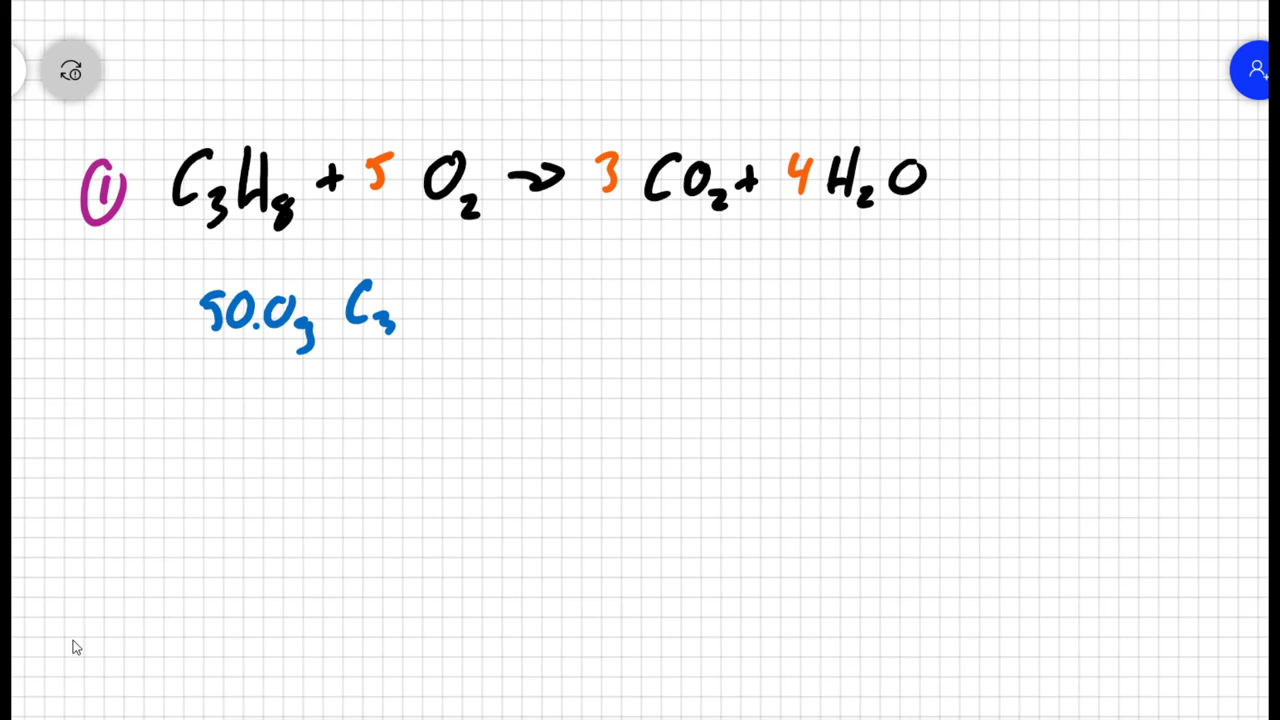 ① C₃H₈ + 5 O₂ → 3 CO₂ + 4 H₂O
50.0g C₃